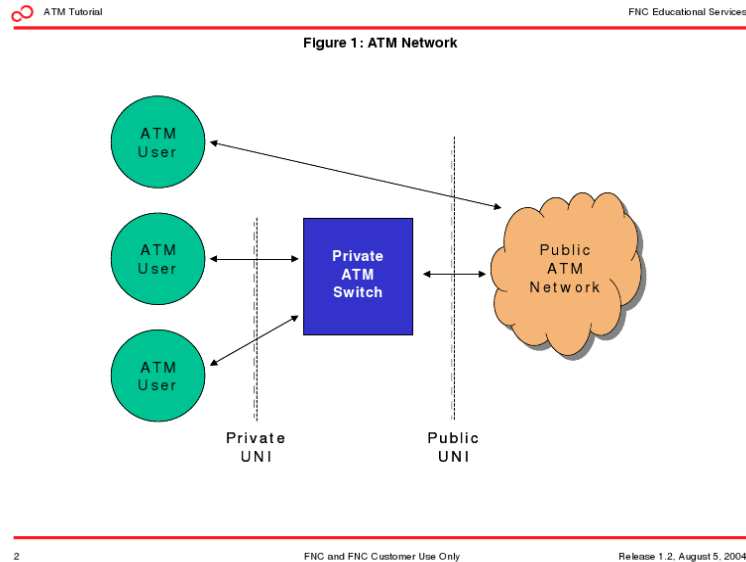 ATM Tutorial
FNC Educational Services
Figure 1: ATM Network
ATM
User
ATM
User
ATM
User
Private
ATM
Switch
Public
ATM
Network
Private
UNI
Public
UNI
2
FNC and FNC Customer Use Only
Release 1.2, August 5, 2004